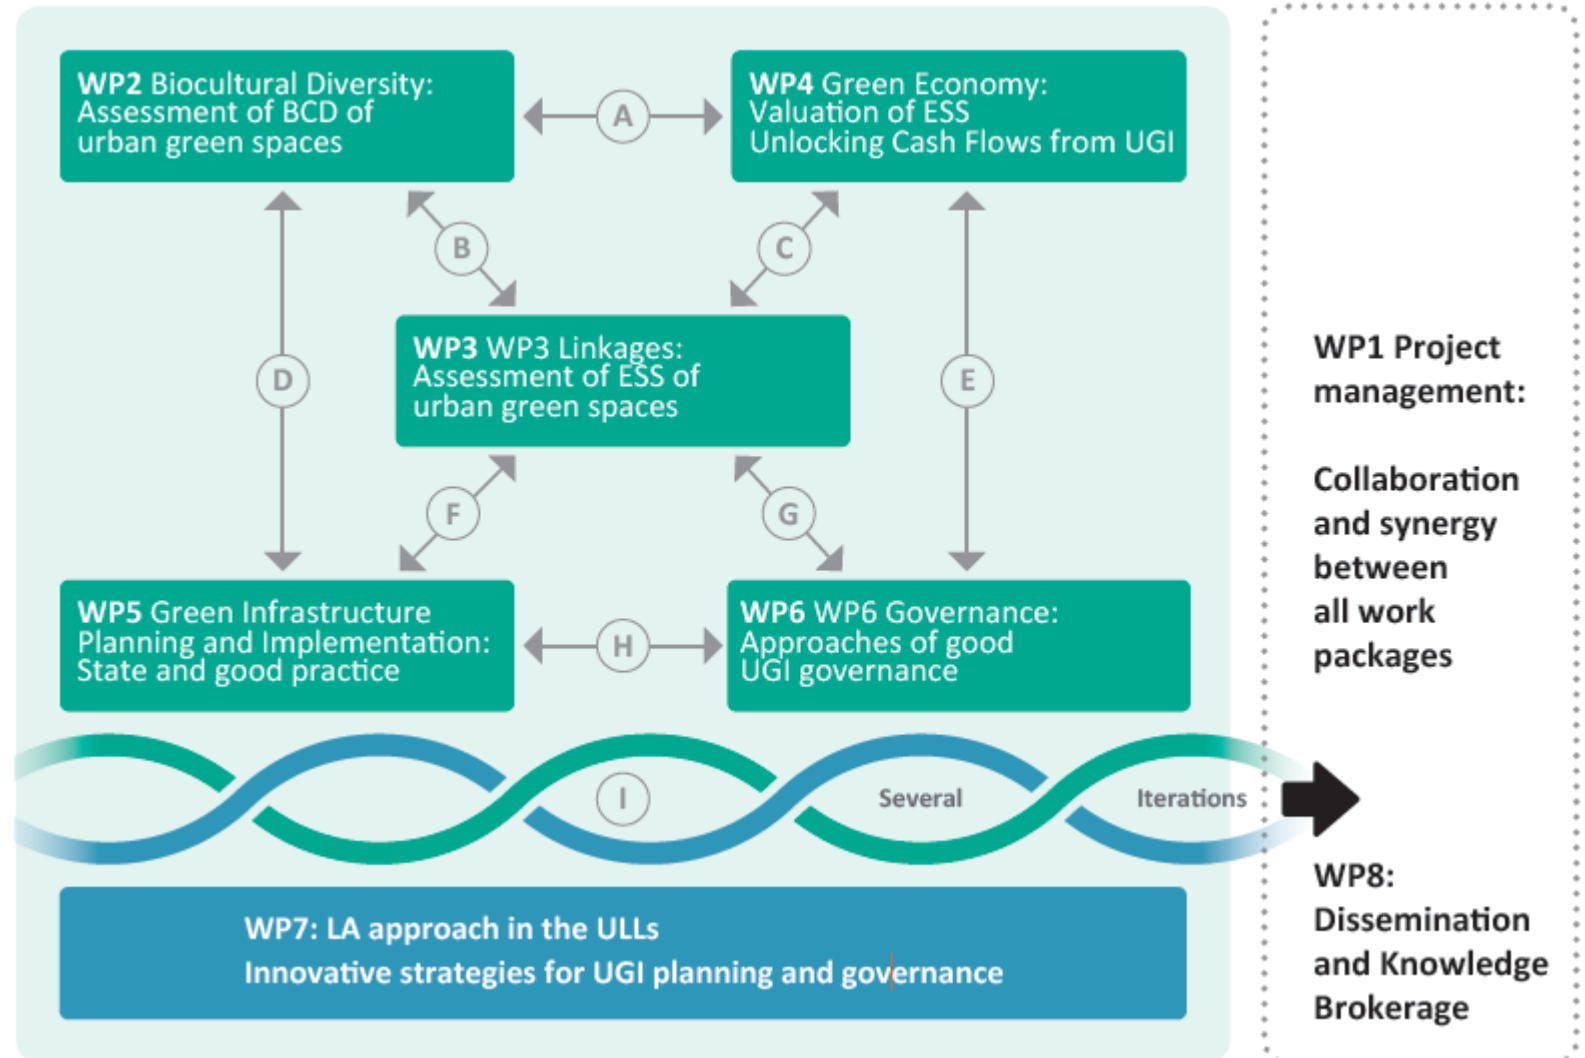 WP2 Biocultural Diversity:
Assessment of BCD of
urban green spaces
A
WP4 Green Economy:
Valuation of ESS
Unlocking Cash Flows from UGI
B
C
WP3 WP3 Linkages:
Assessment of ESS of
urban green spaces
D
E
F
G
WP5 Green Infrastructure
Planning and Implementation:
State and good practice
H
WP6 WP6 Governance:
Approaches of good
UGI governance
I
Several
Iterations
WP7: LA approach in the ULLs
Innovative strategies for UGI planning and governance
WP1 Project
management:
Collaboration
and synergy
between
all work
packages
WP8:
Dissemination
and Knowledge
Brokerage